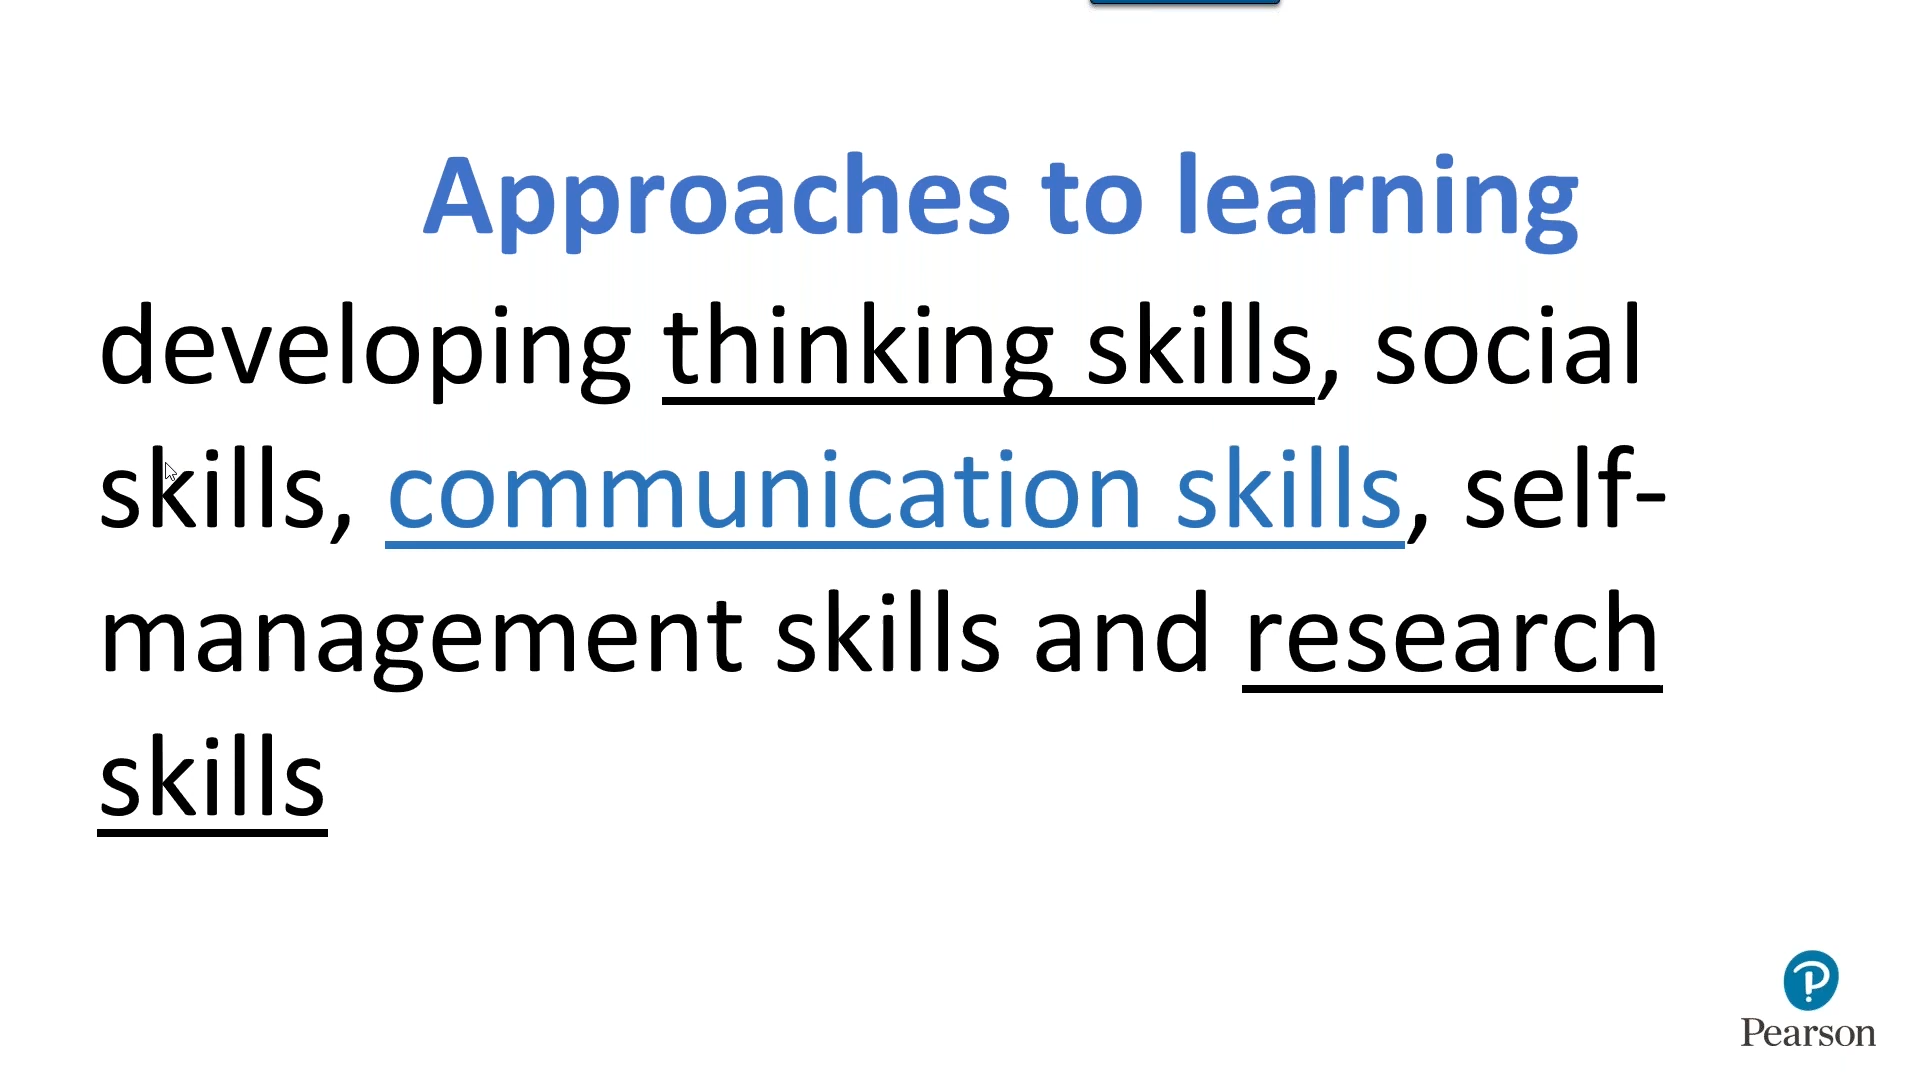 Approaches to learning
developing thinking skills, social
skills, communication skills, self-
management skills and research
skills
Pearson